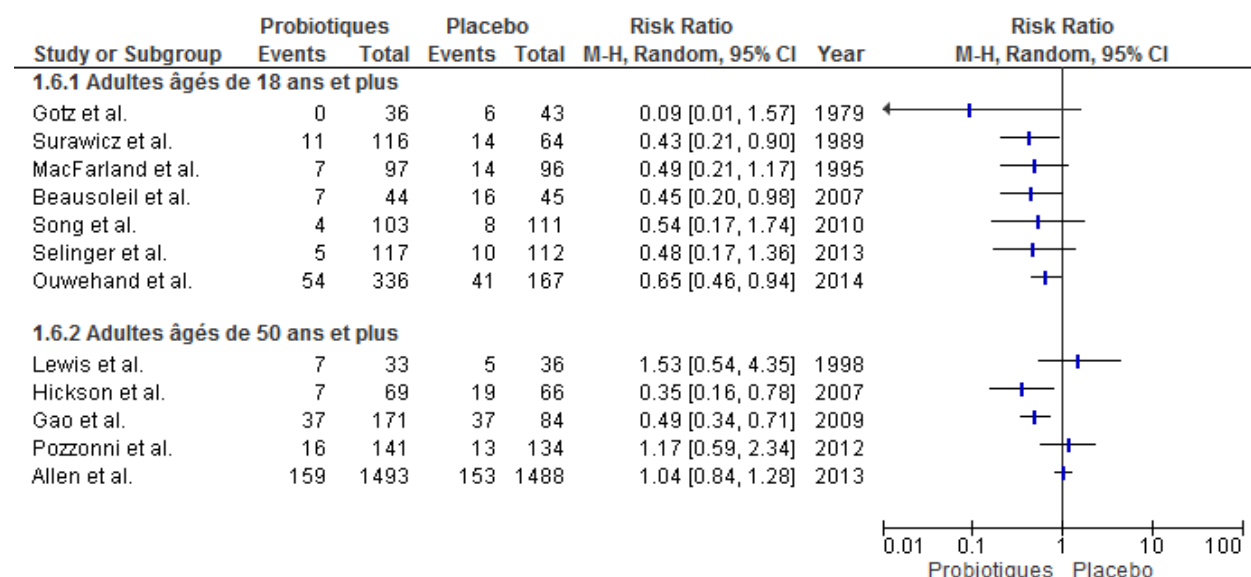 Probiotiques Placebo Risk Ratio Risk Ratio
Study or Subgroup Events Total Events Total M-H, Random, 95% CI Year M-H, Random, 95% CI
1.6.1 Adultes âgés de 18 ans et plus
Gotz et al. 0 36 6 43 0.09 [0.01, 1.57] 1979
Surawicz et al. 11 116 14 64 0.43 [0.21, 0.90] 1989
MacFarland et al. 7 97 14 96 0.49 [0.21, 1.17] 1995
Beausoleil et al. 7 44 16 45 0.45 [0.20, 0.98] 2007
Song et al. 4 103 8 111 0.54 [0.17, 1.74] 2010
Selinger et al. 5 117 10 112 0.48 [0.17, 1.36] 2013
Ouwehand et al. 54 336 41 167 0.65 [0.46, 0.94] 2014
1.6.2 Adultes âgés de 50 ans et plus
Lewis et al. 7 33 5 36 1.53 [0.54, 4.35] 1998
Hickson et al. 7 69 19 66 0.35 [0.16, 0.78] 2007
Gao et al. 37 171 37 84 0.49 [0.34, 0.71] 2009
Pozzonni et al. 16 141 13 134 1.17 [0.59, 2.34] 2012
Allen et al. 159 1493 153 1488 1.04 [0.84, 1.28] 2013
0.01 0.1 1 10 100
Probiotiques Placebo